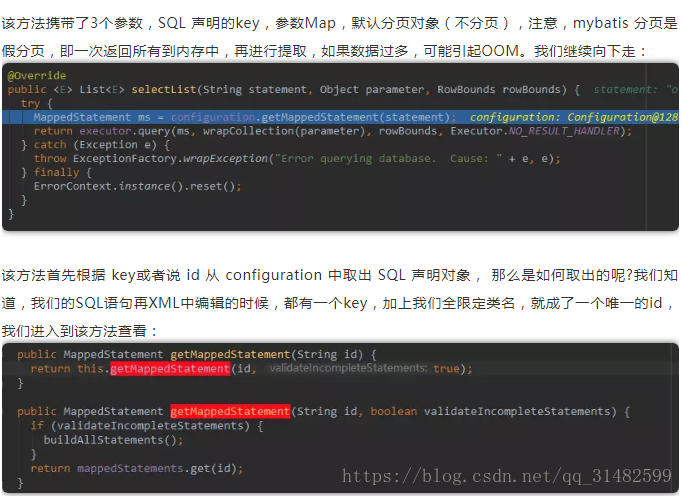 该方法携带了3个参数，SQL 声明的key，参数Map，默认分页对象（不分页），注意，mybatis 分页是
假分页，即一次返回所有到内存中，再进行提取，如果数据过多，可能引起OOM。我们继续向下走：
@Override
public <E> List<E> selectList(String statement, Object parameter, RowBounds rowBounds) {  statement: "o
try {
MappedStatement ms = configuration.getMappedStatement(statement);  configuration: Configuration@128
return executor.query(ms, wrapCollection(parameter), rowBounds, Executor.NO_RESULT_HANDLER);
} catch (Exception e) {
throw ExceptionFactory.wrapException("Error querying database.  Cause: " + e, e);
} finally {
ErrorContext.instance().reset();
}
}
该方法首先根据 key或者说 id 从 configuration 中取出 SQL 声明对象， 那么是如何取出的呢?我们知
道，我们的SQL语句再XML中编辑的时候，都有一个key，加上我们全限定类名，就成了一个唯一的id，
我们进入到该方法查看：
public MappedStatement getMappedStatement(String id) {
return this.getMappedStatement(id, validateIncompleteStatements: true);
}
public MappedStatement getMappedStatement(String id, boolean validateIncompleteStatements) {
if (validateIncompleteStatements) {
buildAllStatements();
}
return mappedStatements.get(id);
}
https://blog.csdn.net/qq_31482599